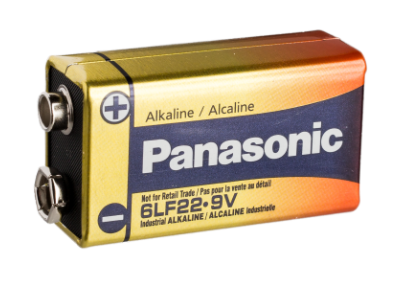 Alkaline / Alcaline
Panasonic
Not for Retail Trade / Pas pour la vente au détail
6LF22•9V
Industrial ALKALINE / ALCALINE industrielle